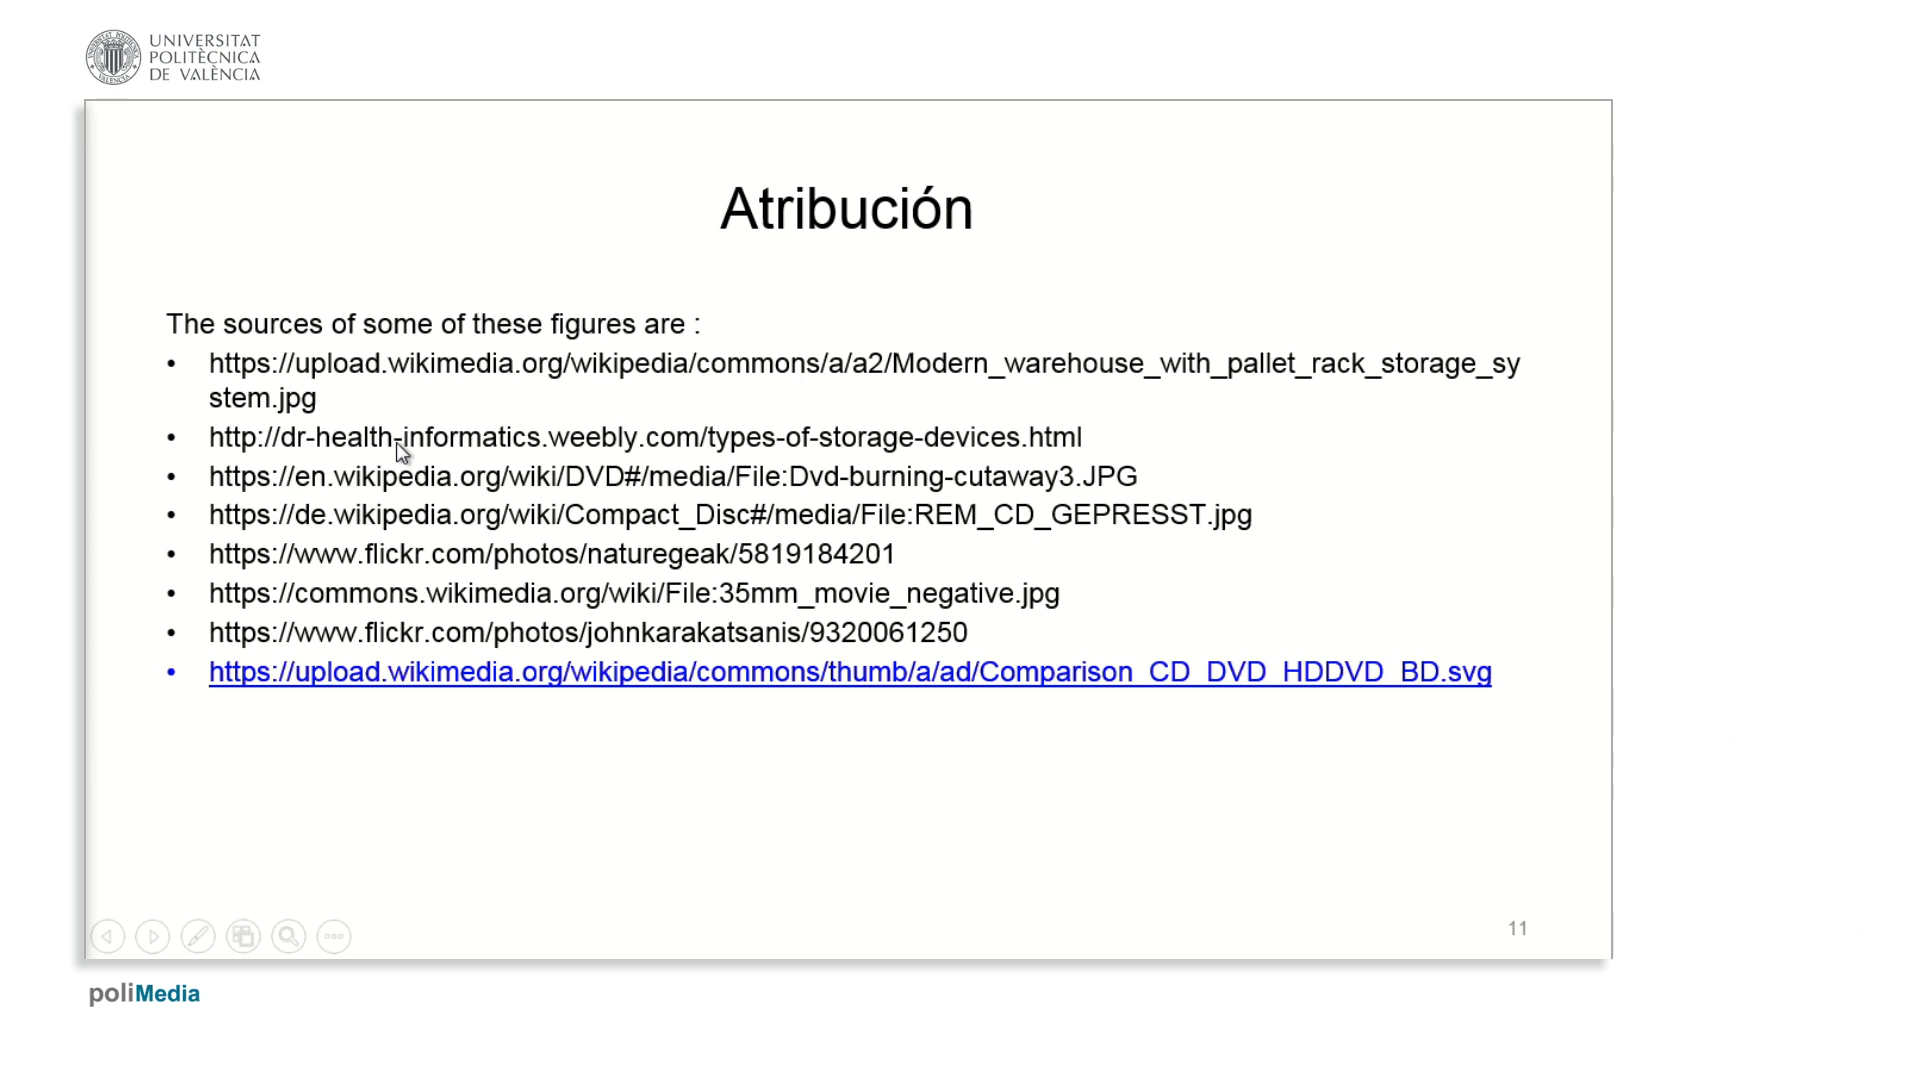 UNIVERSITAT
POLITÈCNICA
DE VALÈNCIA
Atribución
The sources of some of these figures are :
• https://upload.wikimedia.org/wikipedia/commons/a/a2/Modern_warehouse_with_pallet_rack_storage_sy
stem.jpg
• http://dr-health-informatics.weebly.com/types-of-storage-devices.html
• https://en.wikipedia.org/wiki/DVD#/media/File:Dvd-burning-cutaway3.JPG
• https://de.wikipedia.org/wiki/Compact_Disc#/media/File:REM_CD_GEPRESST.jpg
• https://www.flickr.com/photos/naturegeak/5819184201
• https://commons.wikimedia.org/wiki/File:35mm_movie_negative.jpg
• https://www.flickr.com/photos/johnkarakatsanis/9320061250
• https://upload.wikimedia.org/wikipedia/commons/thumb/a/ad/Comparison_CD_DVD_HDDVD_BD.svg
11
poliMedia